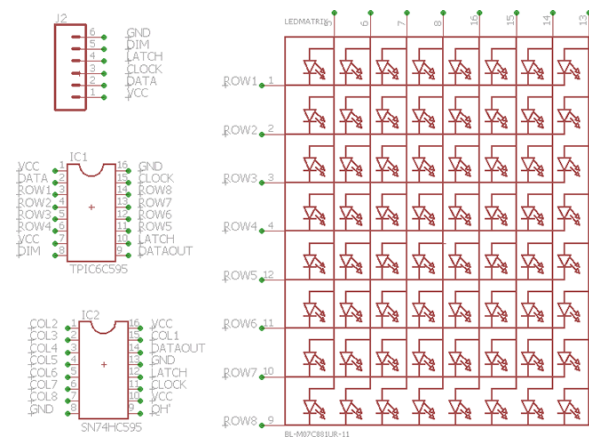 J2
6 GND
5 DIM
4 LATCH
3 CLOCK
2 DATA
1 VCC
IC1
VCC 1 16 GND
DATA 2 15 CLOCK
ROW1 3 14 ROW8
ROW2 4 13 ROW7
ROW3 5 12 ROW6
ROW4 6 11 ROW5
VCC 7 10 LATCH
DIM 8 9 DATAOUT
TPIC6C595
IC2
COL2 1 16 VCC
COL3 2 15 COL1
COL4 3 14 DATAOUT
COL5 4 13 GND
COL6 5 12 LATCH
COL7 6 11 CLOCK
COL8 7 10 VCC
GND 8 9 QH'
SN74HC595
5 6 7 8 16 15 14 13
ROW1 1
ROW2 2
ROW3 3
ROW4 4
ROW5 12
ROW6 11
ROW7 10
ROW8 9
BL-M07C881UR-11